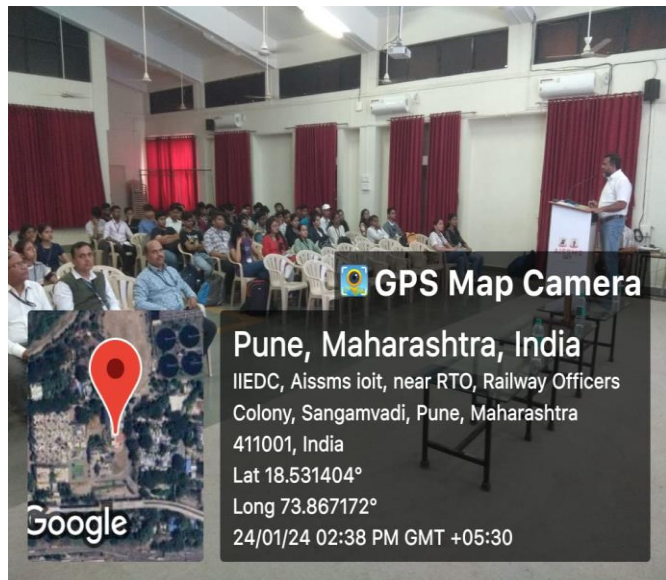 GPS Map Camera
Pune, Maharashtra, India
IIEDC, Aissms ioit, near RTO, Railway Officers
Colony, Sangamvadi, Pune, Maharashtra
411001, India
Lat 18.531404°
Long 73.867172°
24/01/24 02:38 PM GMT +05:30
Google